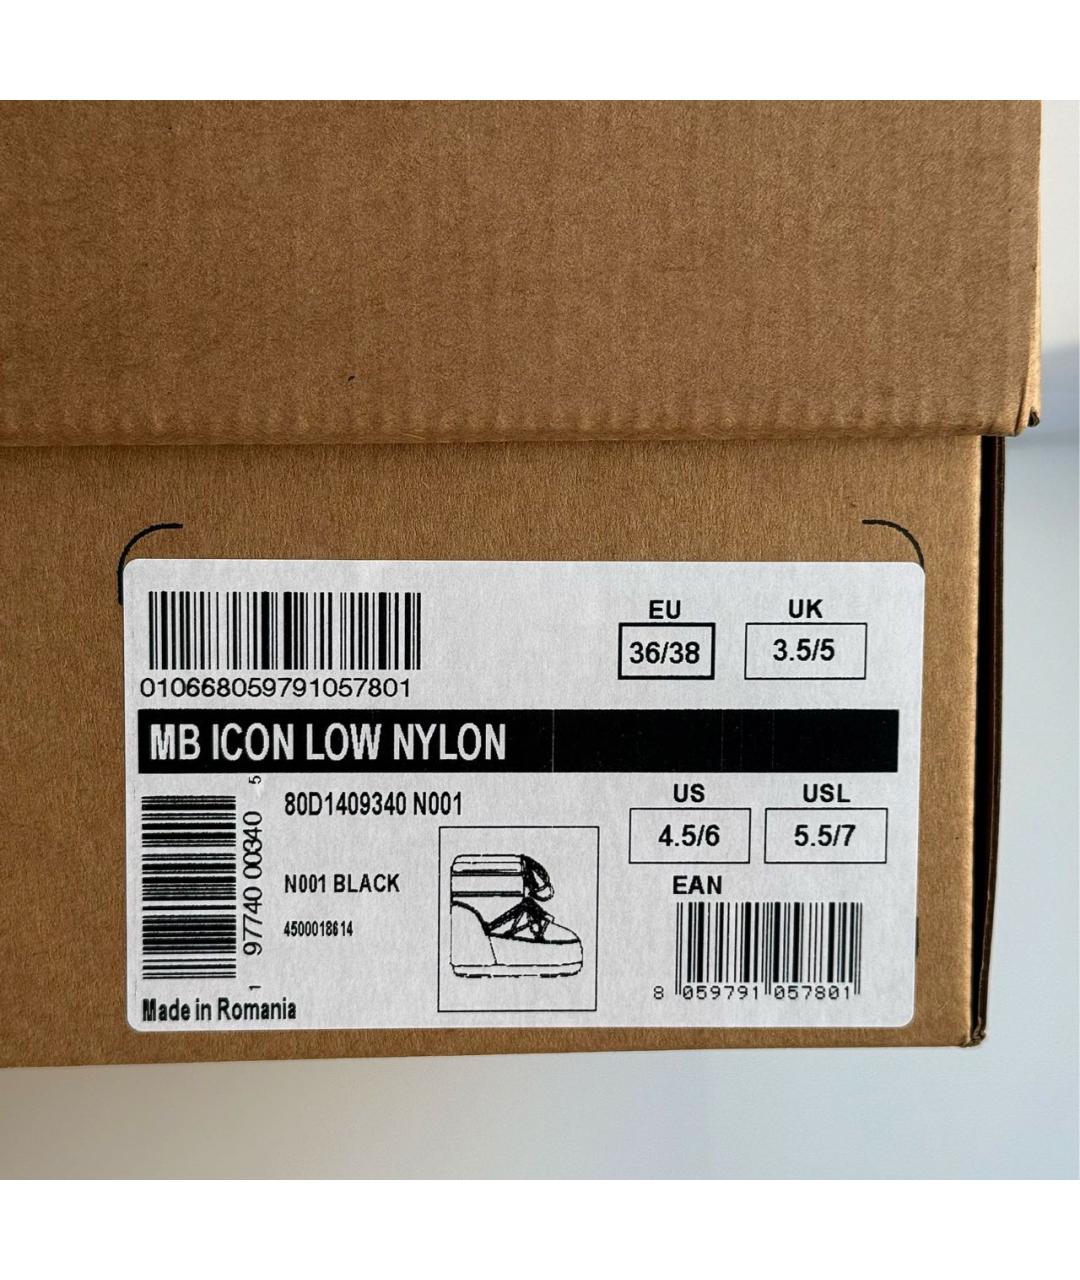 EU UK
36/38 3.5/5
010668059791057801
MB ICON LOW NYLON
80D1409340 N001
US USL
4.5/6 5.5/7
N001 BLACK
EAN
4500018614
1 97740 00340 5
8 059791 057801
Made in Romania